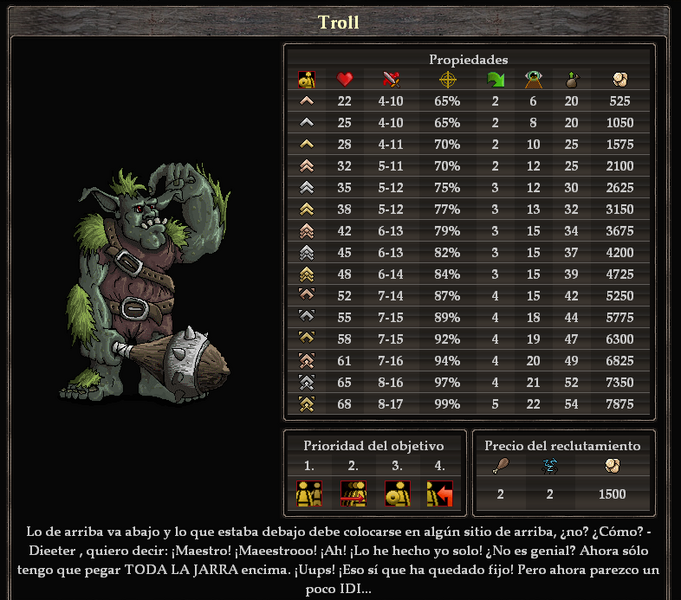 Troll
Propiedades
22 4-10 65% 2 6 20 525
25 4-10 65% 2 8 20 1050
28 4-11 70% 2 10 25 1575
32 5-11 70% 2 12 25 2100
35 5-12 75% 3 12 30 2625
38 5-12 77% 3 13 32 3150
42 6-13 79% 3 15 34 3675
45 6-13 82% 3 15 37 4200
48 6-14 84% 3 15 39 4725
52 7-14 87% 4 15 42 5250
55 7-15 89% 4 18 44 5775
58 7-15 92% 4 19 47 6300
61 7-16 94% 4 20 49 6825
65 8-16 97% 4 21 52 7350
68 8-17 99% 5 22 54 7875
Prioridad del objetivo
1. 2. 3. 4.
Precio del reclutamiento
2 2 1500
Lo de arriba va abajo y lo que estaba debajo debe colocarse en algún sitio de arriba, ¿no? ¿Cómo? -
Dieeter , quiero decir: ¡Maestro! ¡Maeestrooo! ¡Ah! ¡Lo he hecho yo solo! ¿No es genial? Ahora sólo
tengo que pegar TODA LA JARRA encima. ¡Uups! ¡Eso sí que ha quedado fijo! Pero ahora parezco un
poco IDI...